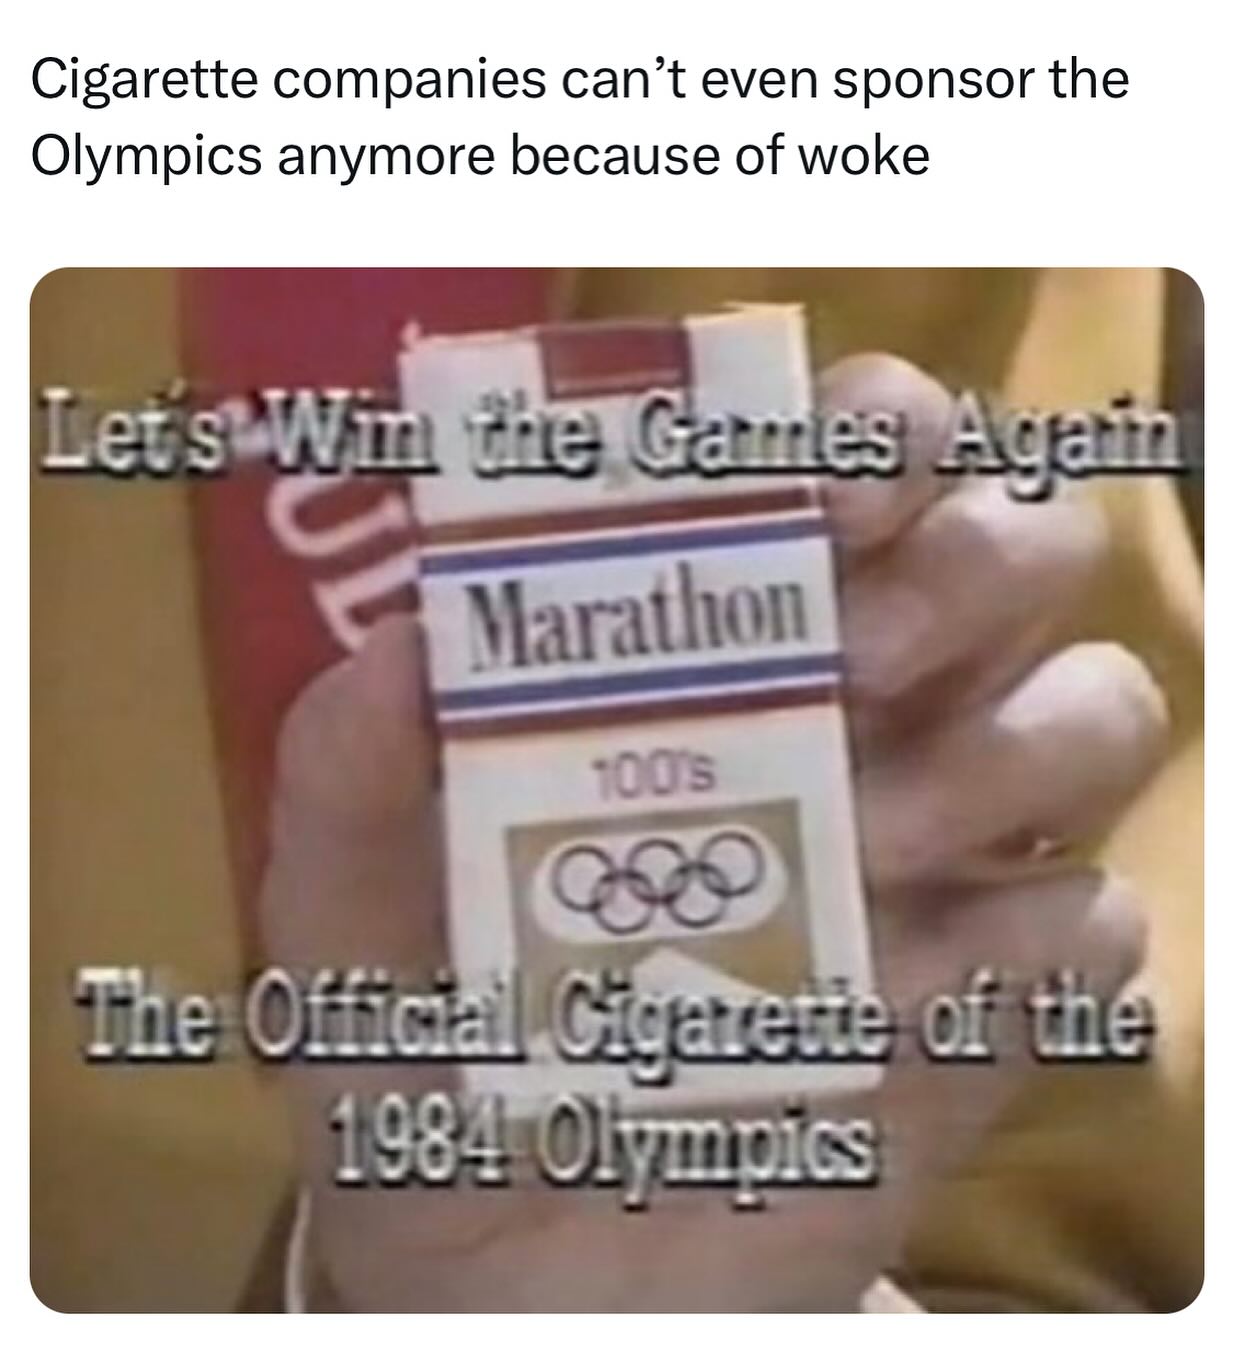 Cigarette companies can’t even sponsor the
Olympics anymore because of woke
Let's Win the Games Again
UL
Marathon
100's
The Official Cigarette of the
1984 Olympics